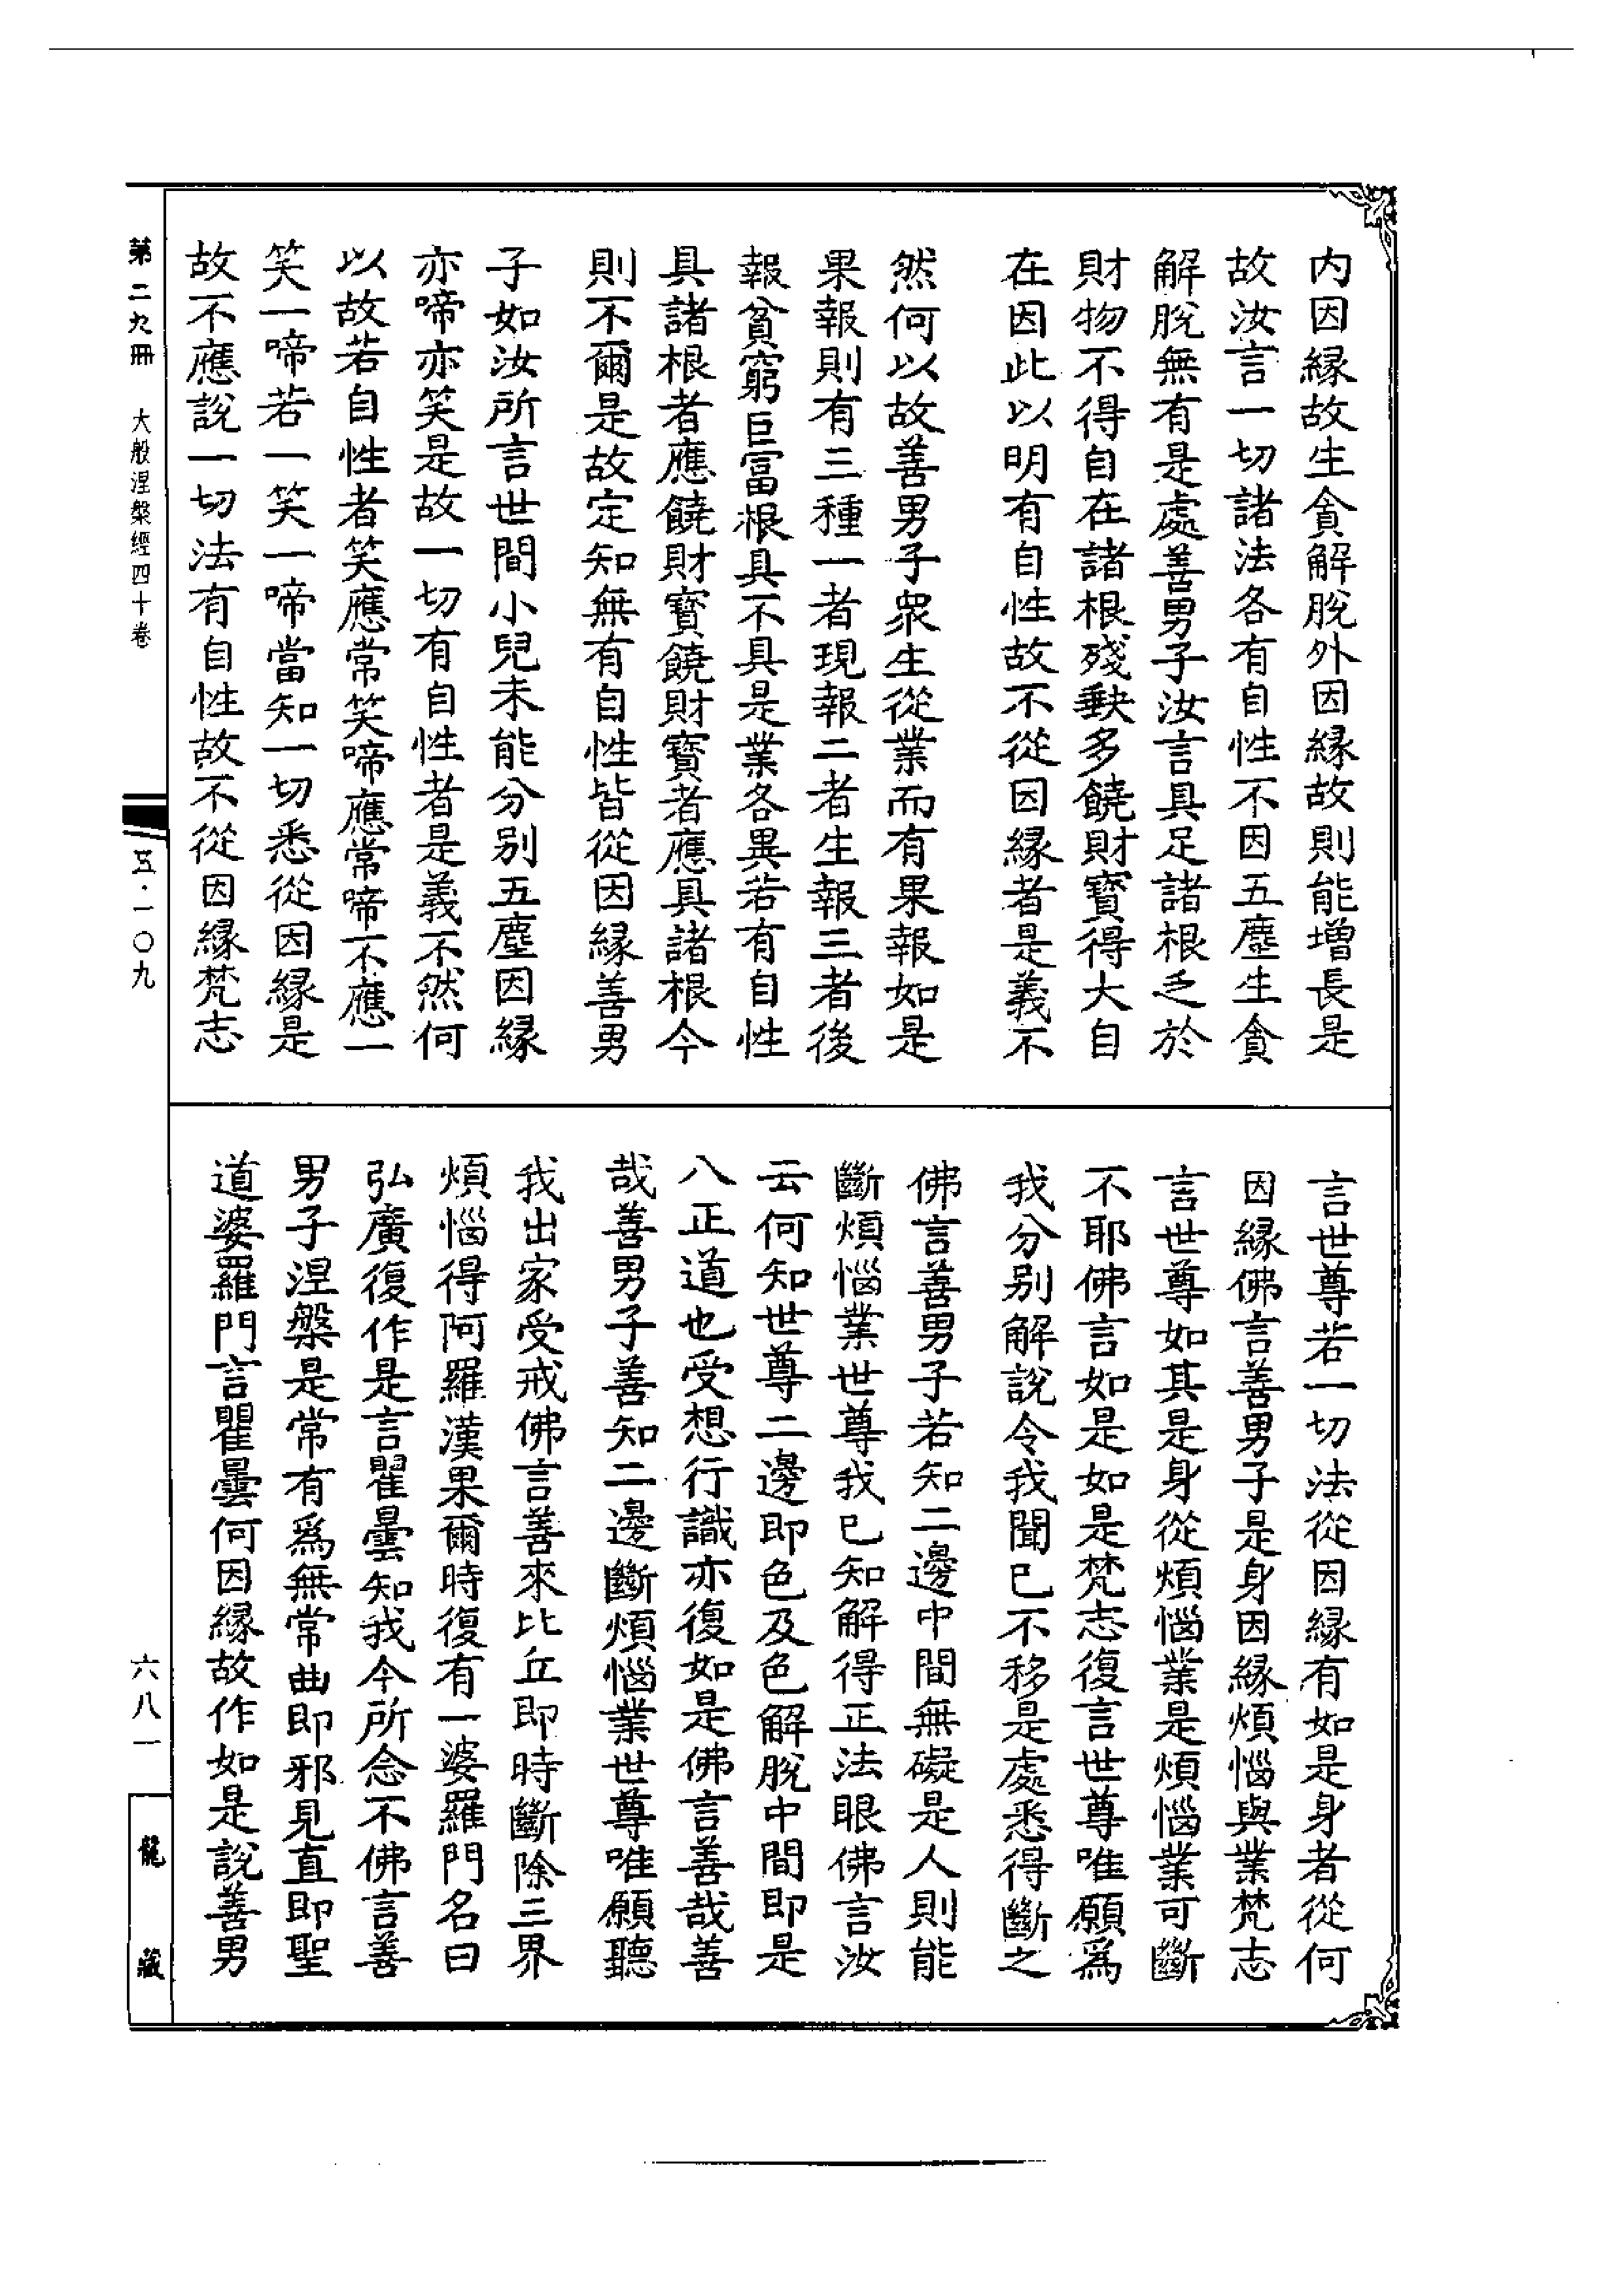 内因緣故生貪解脫外因緣故則能增長是
故汝言一切諸法各有自性不因五塵生貪
解脫無有是處善男子汝言具足諸根乏於
財物不得自在諸根殘缺多饒財寶得大自
在因此以明有自性故不從因緣者是義不
然何以故善男子眾生從業而有果報如是
果報則有三種一者現報二者生報三者後
報貧窮巨富根具不具是業各異若有自性
具諸根者應饒財寶饒財寶者應具諸根今
則不爾是故定知無有自性皆從因緣善男
子如汝所言世間小兒未能分别五塵因緣
亦啼亦笑是故一切有自性者是義不然何
以故若自性者笑應常笑啼應常啼不應一
笑一啼若一笑一啼當知一切悉從因緣是
故不應說一切法有自性故不從因緣梵志
言世尊若一切法從因緣有如是身者從何
因緣佛言善男子是身因緣煩惱與業梵志
言世尊如其是身從煩惱業是煩惱業可斷
不耶佛言如是如是梵志復言世尊唯願為
我分别解說令我聞已不移是處悉得斷之
佛言善男子若知二邊中間無礙是人則能
斷煩惱業世尊我已知解得正法眼佛言汝
云何知世尊二邊即色及色解脫中間即是
八正道也受想行識亦復如是佛言善哉善
哉善男子善知二邊斷煩惱業世尊唯願聽
我出家受戒佛言善來比丘即時斷除三界
煩惱得阿羅漢果爾時復有一婆羅門名曰
弘廣復作是言瞿曇知我今所念不佛言善
男子涅槃是常有為無常曲即邪見直即聖
道婆羅門言瞿曇何因緣故作如是說善男
第二九冊 大般涅槃經四十卷
五·一〇九
六八一
龍藏